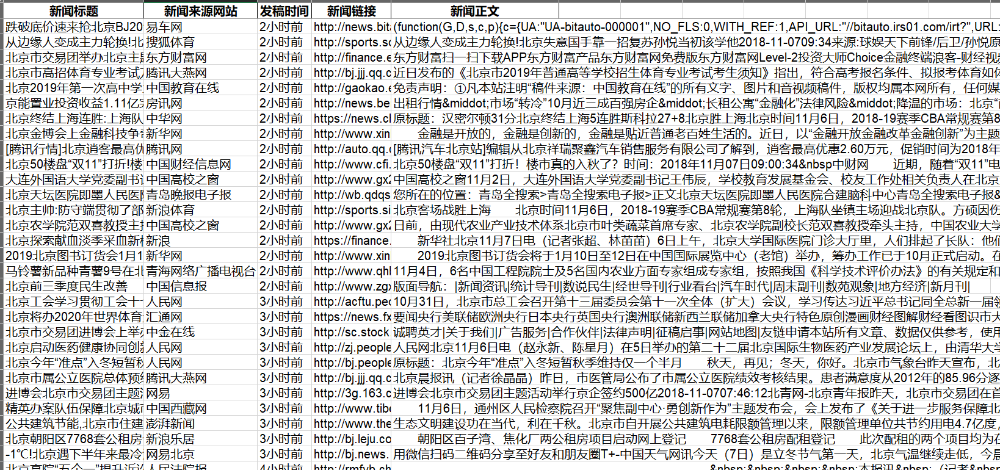 新闻标题 新闻来源网站 发稿时间 新闻链接 新闻正文
跌破底价速来抢北京BJ20 易车网 2小时前 http://news.bit (function(G,D,s,c,p){c={UA:"UA-bitauto-000001",NO_FLS:0,WITH_REF:1,API_URL:"//bitauto.irs01.com/irt?",URL:
从边缘人变成主力轮换!北 搜狐体育 2小时前 http://sports.so 从边缘人变成主力轮换!北京失意国手靠一招复苏孙悦当初该学他2018-11-0709:34来源:球娱天下前锋/后卫/孙悦原
北京市交易团举办北京主题 东方财富网 2小时前 http://finance.e 东方财富扫一扫下载APP东方财富产品东方财富网免费版东方财富网Level-2投资大师Choice金融终端浪客-财经视频
北京市高招体育专业考试方 腾讯大燕网 2小时前 http://bj.jjj.qq.c 近日发布的《北京市2019年普通高等学校招生体育专业考试考生须知》指出，符合高考报名条件、拟报考体育如体
北京2019年第一次高中学 中国教育在线 2小时前 http://gaokao.e 免责声明：①凡本站注明“稿件来源：中国教育在线”的所有文字、图片和音视频稿件，版权均属本网所有，任何媒
京能置业投资收益1.11亿 房讯网 2小时前 http://news.be 出租行情&middot;市场“转冷”10月近三成百强房企&middot;长租公寓“金融化”法律风险&middot;降温的市场：北京“
北京终结上海连胜:上海队 中华网 2小时前 https://news.cl 原标题：汉密尔顿31分北京终结上海5连胜斯科拉27+8北京胜上海北京时间11月6日，2018-19赛季CBA常规赛第8
北京金博会上金融科技争 新华网 2小时前 http://www.xin 金融是开放的，金融是创新的，金融是贴近普通老百姓生活的。近日，以“金融开放金融改革金融创新”为主题
[腾讯行情]北京逍客最高优 腾讯网 2小时前 http://auto.qq. [腾讯汽车北京站]编辑从北京祥瑞聚鑫汽车销售服务有限公司了解到，逍客最高优惠2.60万元，促销时间为2018年
北京50楼盘“双11”打折!楼 中国财经信息网 2小时前 http://www.cfi. 北京50楼盘“双11”打折！楼市真的入秋了？时间：2018年11月07日09:00:34&nbsp中财网 近期，随着“双11”电
大连外国语大学党委副书记 中国高校之窗 2小时前 http://www.gx2 中国高校之窗11月2日，大连外国语大学党委副书记王伟辰，学校教育发展基金会、校友工作处相关负责人在北京
北京天坛医院即墨人民医院 青岛晚报电子报 2小时前 http://wb.qdqs 您所在的位置：青岛全搜索>青岛全搜索电子报>正文北京天坛医院即墨人民医院合建脑科中心青岛全搜索电子报&
北京主帅:防守端贯彻了部 新浪体育 2小时前 http://sports.si 北京客场战胜上海 北京时间11月6日，2018-19赛季CBA常规赛第8轮，上海队坐镇主场迎战北京队。方硕因伤
北京农学院范双喜教授主持 中国高校之窗 2小时前 http://www.gx2 日前，由现代农业产业技术体系北京市叶类蔬菜首席专家、北京农学院副校长范双喜教授牵头主持，中国农业大学
北京探索献血淡季采血新模 新浪 2小时前 https://finance. 新华社北京11月7日电（记者张超、林苗苗）6日上午，北京大学国际医院门诊大厅里，人们排起了长队：他们
2019北京图书订货会1月1 新华网 2小时前 http://www.xin 2019北京图书订货会将于1月10日至12日在中国国际展览中心（老馆）举办，筹办工作已于10月正式启动。在
马铃薯新品种青薯9号在北 青海网络广播电视台 2小时前 http://www.qhl 11月4日，6名中国工程院院士及5名国内农业方面专家组成专家组，按照我国《科学技术评价办法》的有关规定和
北京前三季度民生改善 中国信息报 2小时前 http://www.zgx 版面导航：|新闻资讯|统计导刊|数说民生|经世导刊|行业看台|汽车时代|周末副刊|数苑观象|地方经济|新月刊|
北京工会学习贯彻工会十 人民网 3小时前 http://acftu.peo 10月31日，北京市总工会召开第十三届委员会第十一次全体（扩大）会议，学习传达习近平总书记同全总新一届领
北京将办2020年世界体育 汇通网 3小时前 https://news.fx 要闻央行美联储欧洲央行日本央行英国央行澳洲联储新西兰联储加拿大央行特色原创漫画财经图解财经看图识市大
北京市交易团进博会上举办 中金在线 3小时前 http://sc.stock 诚聘英才|关于我们|广告服务|合作伙伴|法律声明|征稿启事|网站地图|友链申请本站所有文章、数据仅供参考，使用
北京启动医药健康协同创新 人民网 3小时前 http://zj.people 人民网北京11月6日电（赵永新、陈星月）在5日举办的第二十二届北京国际生物医药产业发展论坛上，由清华大学
北京今年“准点”入冬短暂秋 人民网 3小时前 http://bj.people 原标题：北京今年“准点”入冬短暂秋季维持仅一个半月 秋天，再见；冬天，你好。北京市气象台昨天宣布，北
北京市属公立医院总体预约 腾讯大燕网 3小时前 http://bj.jjj.qq.c 北京晨报讯（记者徐晶晶）昨日，市医管局公布了市属公立医院绩效考核结果。患者满意度从2012年的85.96分逐
进博会北京市交易团主题活 网易 3小时前 http://3g.163.c 进博会北京市交易团主题活动举行京企签约500亿2018-11-0707:46:12北青网-北京青年报昨天，北京市交易团在首
精英办案队伍保障北京城市 中国西藏网 3小时前 http://www.tibe 11月6日，通州区人民检察院召开“聚焦副中心·勇创新作为”主题发布会，会上发布了《关于进一步服务保障北
公共建筑节能,北京市住建 澎湃新闻 3小时前 http://www.the 生态文明建设功在当代，利在千秋。北京市自开展公共建筑电耗限额管理以来，限额管理单位共节约用电4.7亿度，
北京朝阳区7768套公租房 新浪乐居 3小时前 http://bj.leju.co 朝阳区百子湾、焦化厂两公租房项目启动网上登记 7768套公租房配租登记 此次配租的两个项目均为在
-1℃!北京遇下半年来最冷 网易北京 3小时前 http://bj.news. 用微信扫码二维码分享至好友和朋友圈T+-中国天气网讯今天（7日）是立冬节气第一天，北京气温继续走低，今晨
北京高院“五个一”提升诉讼 人民法院报 4小时前 http://rmfyb.ch &nbsp;&nbsp;&nbsp;&nbsp;本报讯&nbsp;（记者&nb